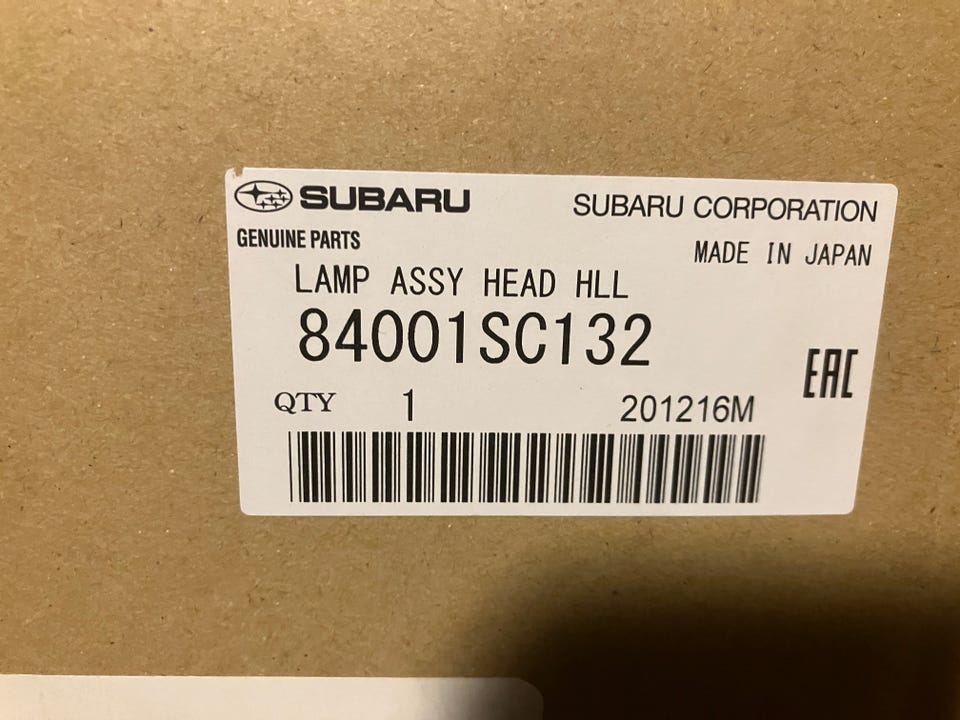 SUBARU SUBARU CORPORATION
GENUINE PARTS MADE IN JAPAN
LAMP ASSY HEAD HLL
84001SC132
EAC
QTY 1 201216M